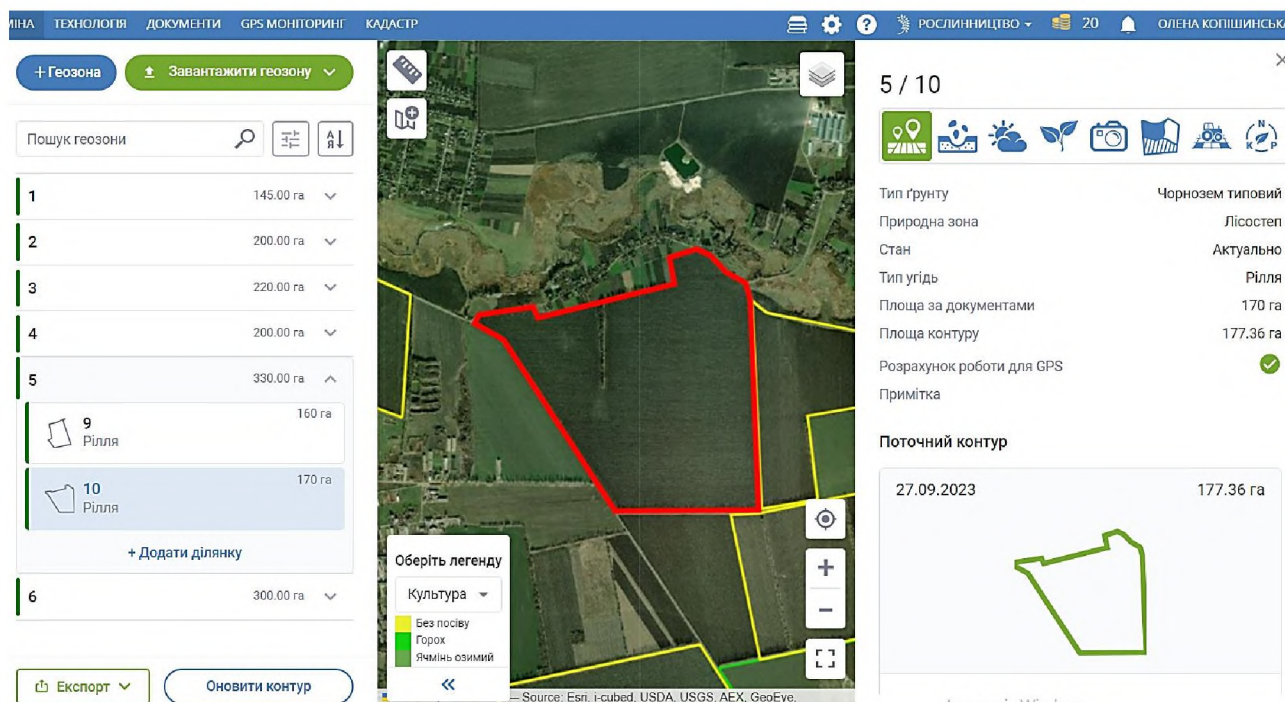 МІНА ТЕХНОЛОГІЯ ДОКУМЕНТИ GPS МОНІТОРИНГ КАДАСТР РОСЛИННИЦТВО 20 ОЛЕНА КОПІШИНСЬКА
+ Геозона
Завантажити геозону
Пошук геозони
1 145.00 га
2 200.00 га
3 220.00 га
4 200.00 га
5 330.00 га
9 160 га
Рілля
10 170 га
Рілля
+ Додати ділянку
6 300.00 га
Експорт
Оновити контур
Оберіть легенду
Культура
Без посіву
Горох
Ячмінь озимий
— Source: Esri, i-cubed, USDA, USGS, AEX, GeoEye,
5 / 10
N
K P
Тип ґрунту Чорнозем типовий
Природна зона Лісостеп
Стан Актуально
Тип угідь Рілля
Площа за документами 170 га
Площа контуру 177.36 га
Розрахунок роботи для GPS
Примітка
Поточний контур
27.09.2023 177.36 га